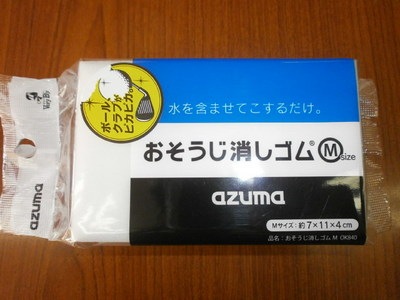 ボール、
クラブが
ピカピカ
水を含ませてこするだけ。
おそうじ消しゴム® M size
azuma
azuma
Mサイズ:約7×11×4cm
品名:おそうじ消しゴム M OK840